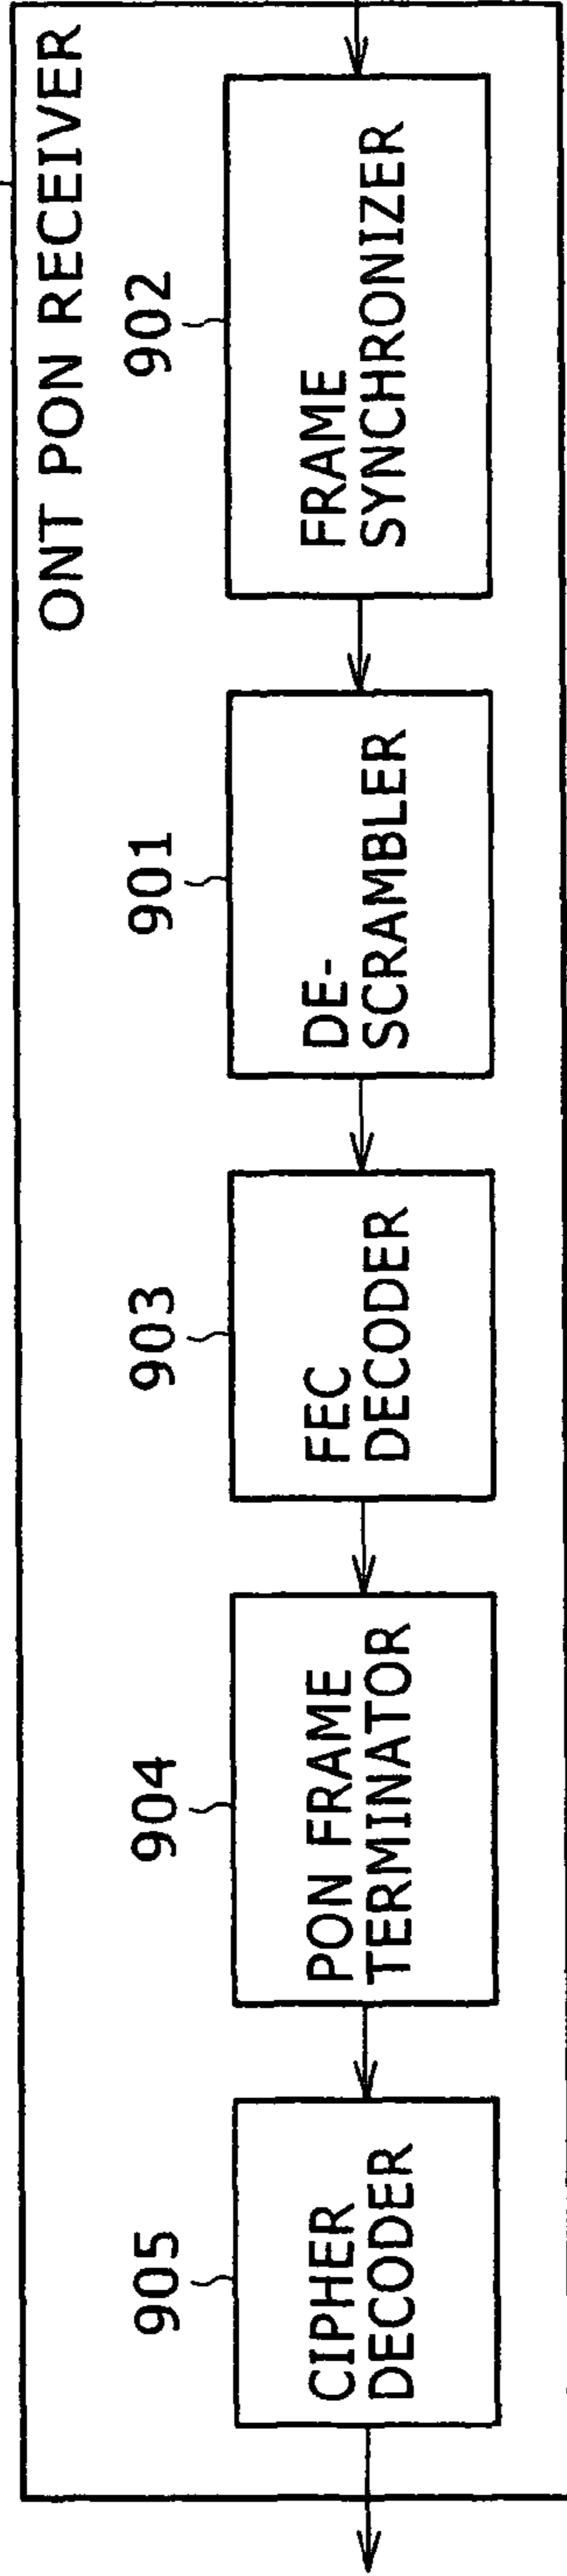 ONT PON RECEIVER
905
CIPHER
DECODER
904
PON FRAME
TERMINATOR
903
FEC
DECODER
901
DE-
SCRAMBLER
902
FRAME
SYNCHRONIZER